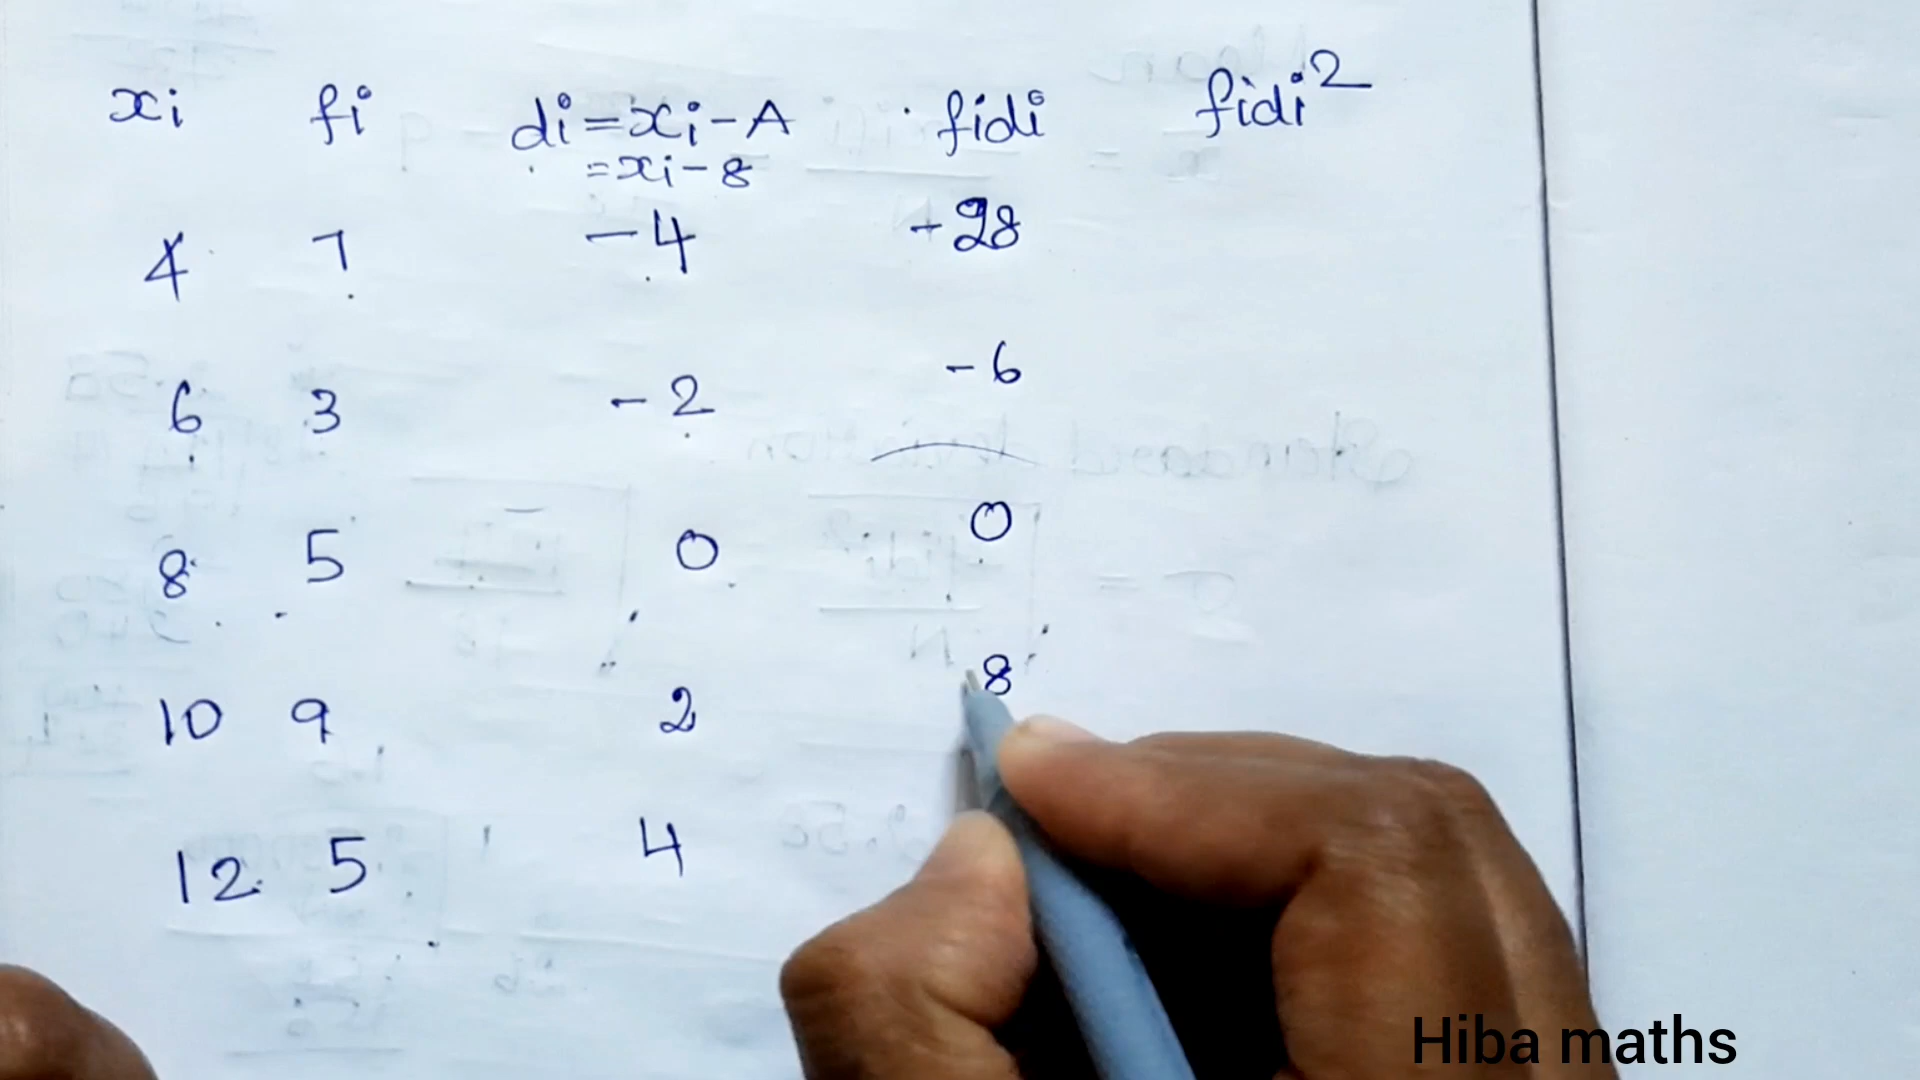 xi fi di = xi - A fidi fidi²
= xi - 8
4 7 -4 -28
6 3 -2 -6
8 5 0 0
10 9 2 8
12 5 4
Hiba maths